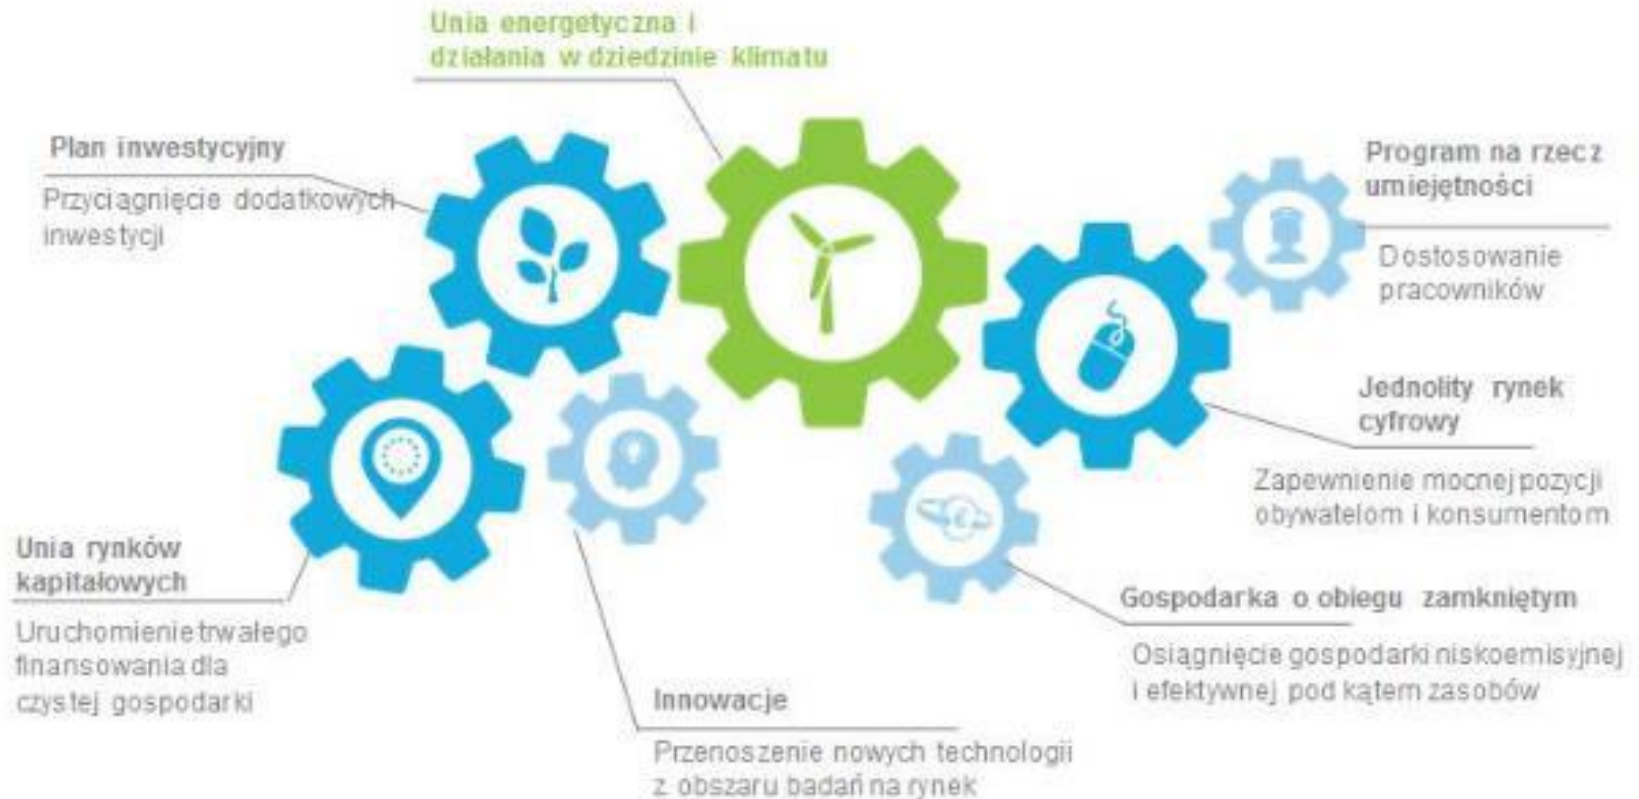 Unia energetyczna i
działania w dziedzinie klimatu
Plan inwestycyjny
Przyciągnięcie dodatkowych
inwestycji
Program na rzecz
umiejętności
Dostosowanie
pracowników
Jednolity rynek
cyfrowy
Zapewnienie mocnej pozycji
obywatelom i konsumentom
Unia rynków
kapitałowych
Uruchomienie trwałego
finansowania dla
czystej gospodarki
Gospodarka o obiegu zamkniętym
Osiągnięcie gospodarki niskoemisyjnej
i efektywnej pod kątem zasobów
Innowacje
Przenoszenie nowych technologii
z obszaru badań na rynek